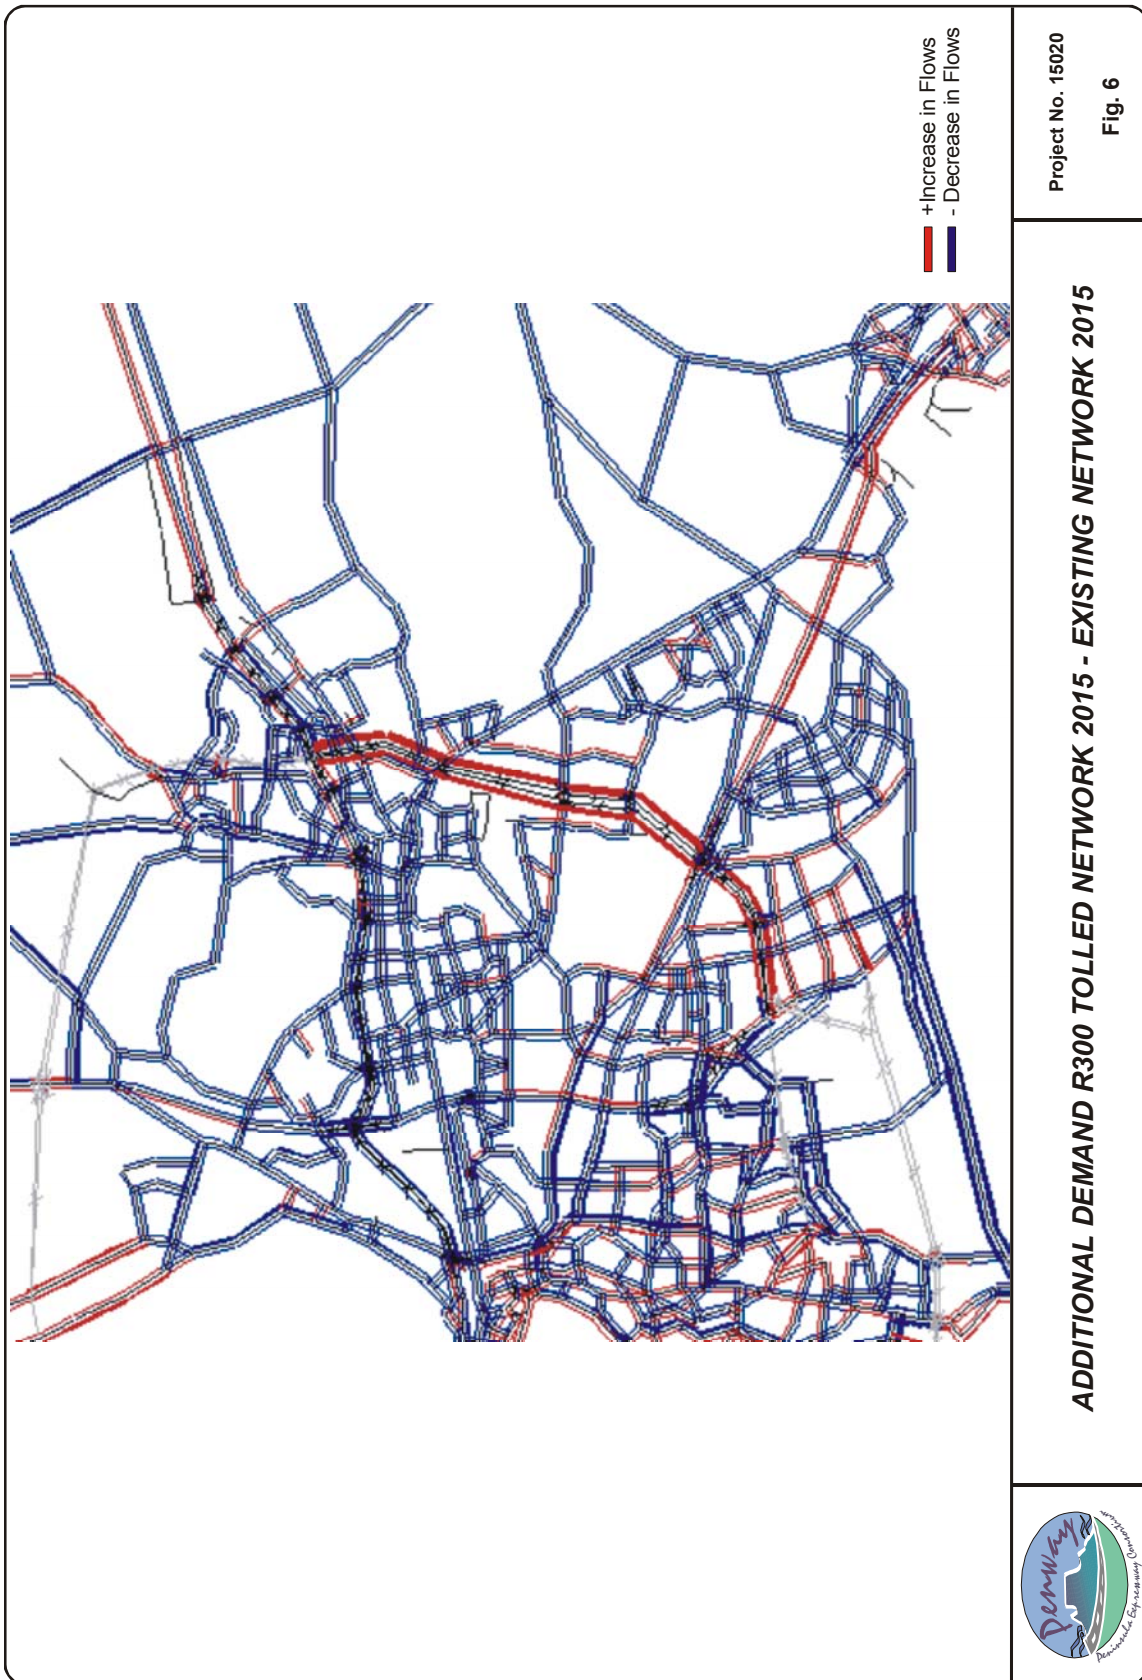 +Increase in Flows
- Decrease in Flows
Penway
Peninsula Expressway Consortium
ADDITIONAL DEMAND R300 TOLLED NETWORK 2015 - EXISTING NETWORK 2015
Project No. 15020
Fig. 6